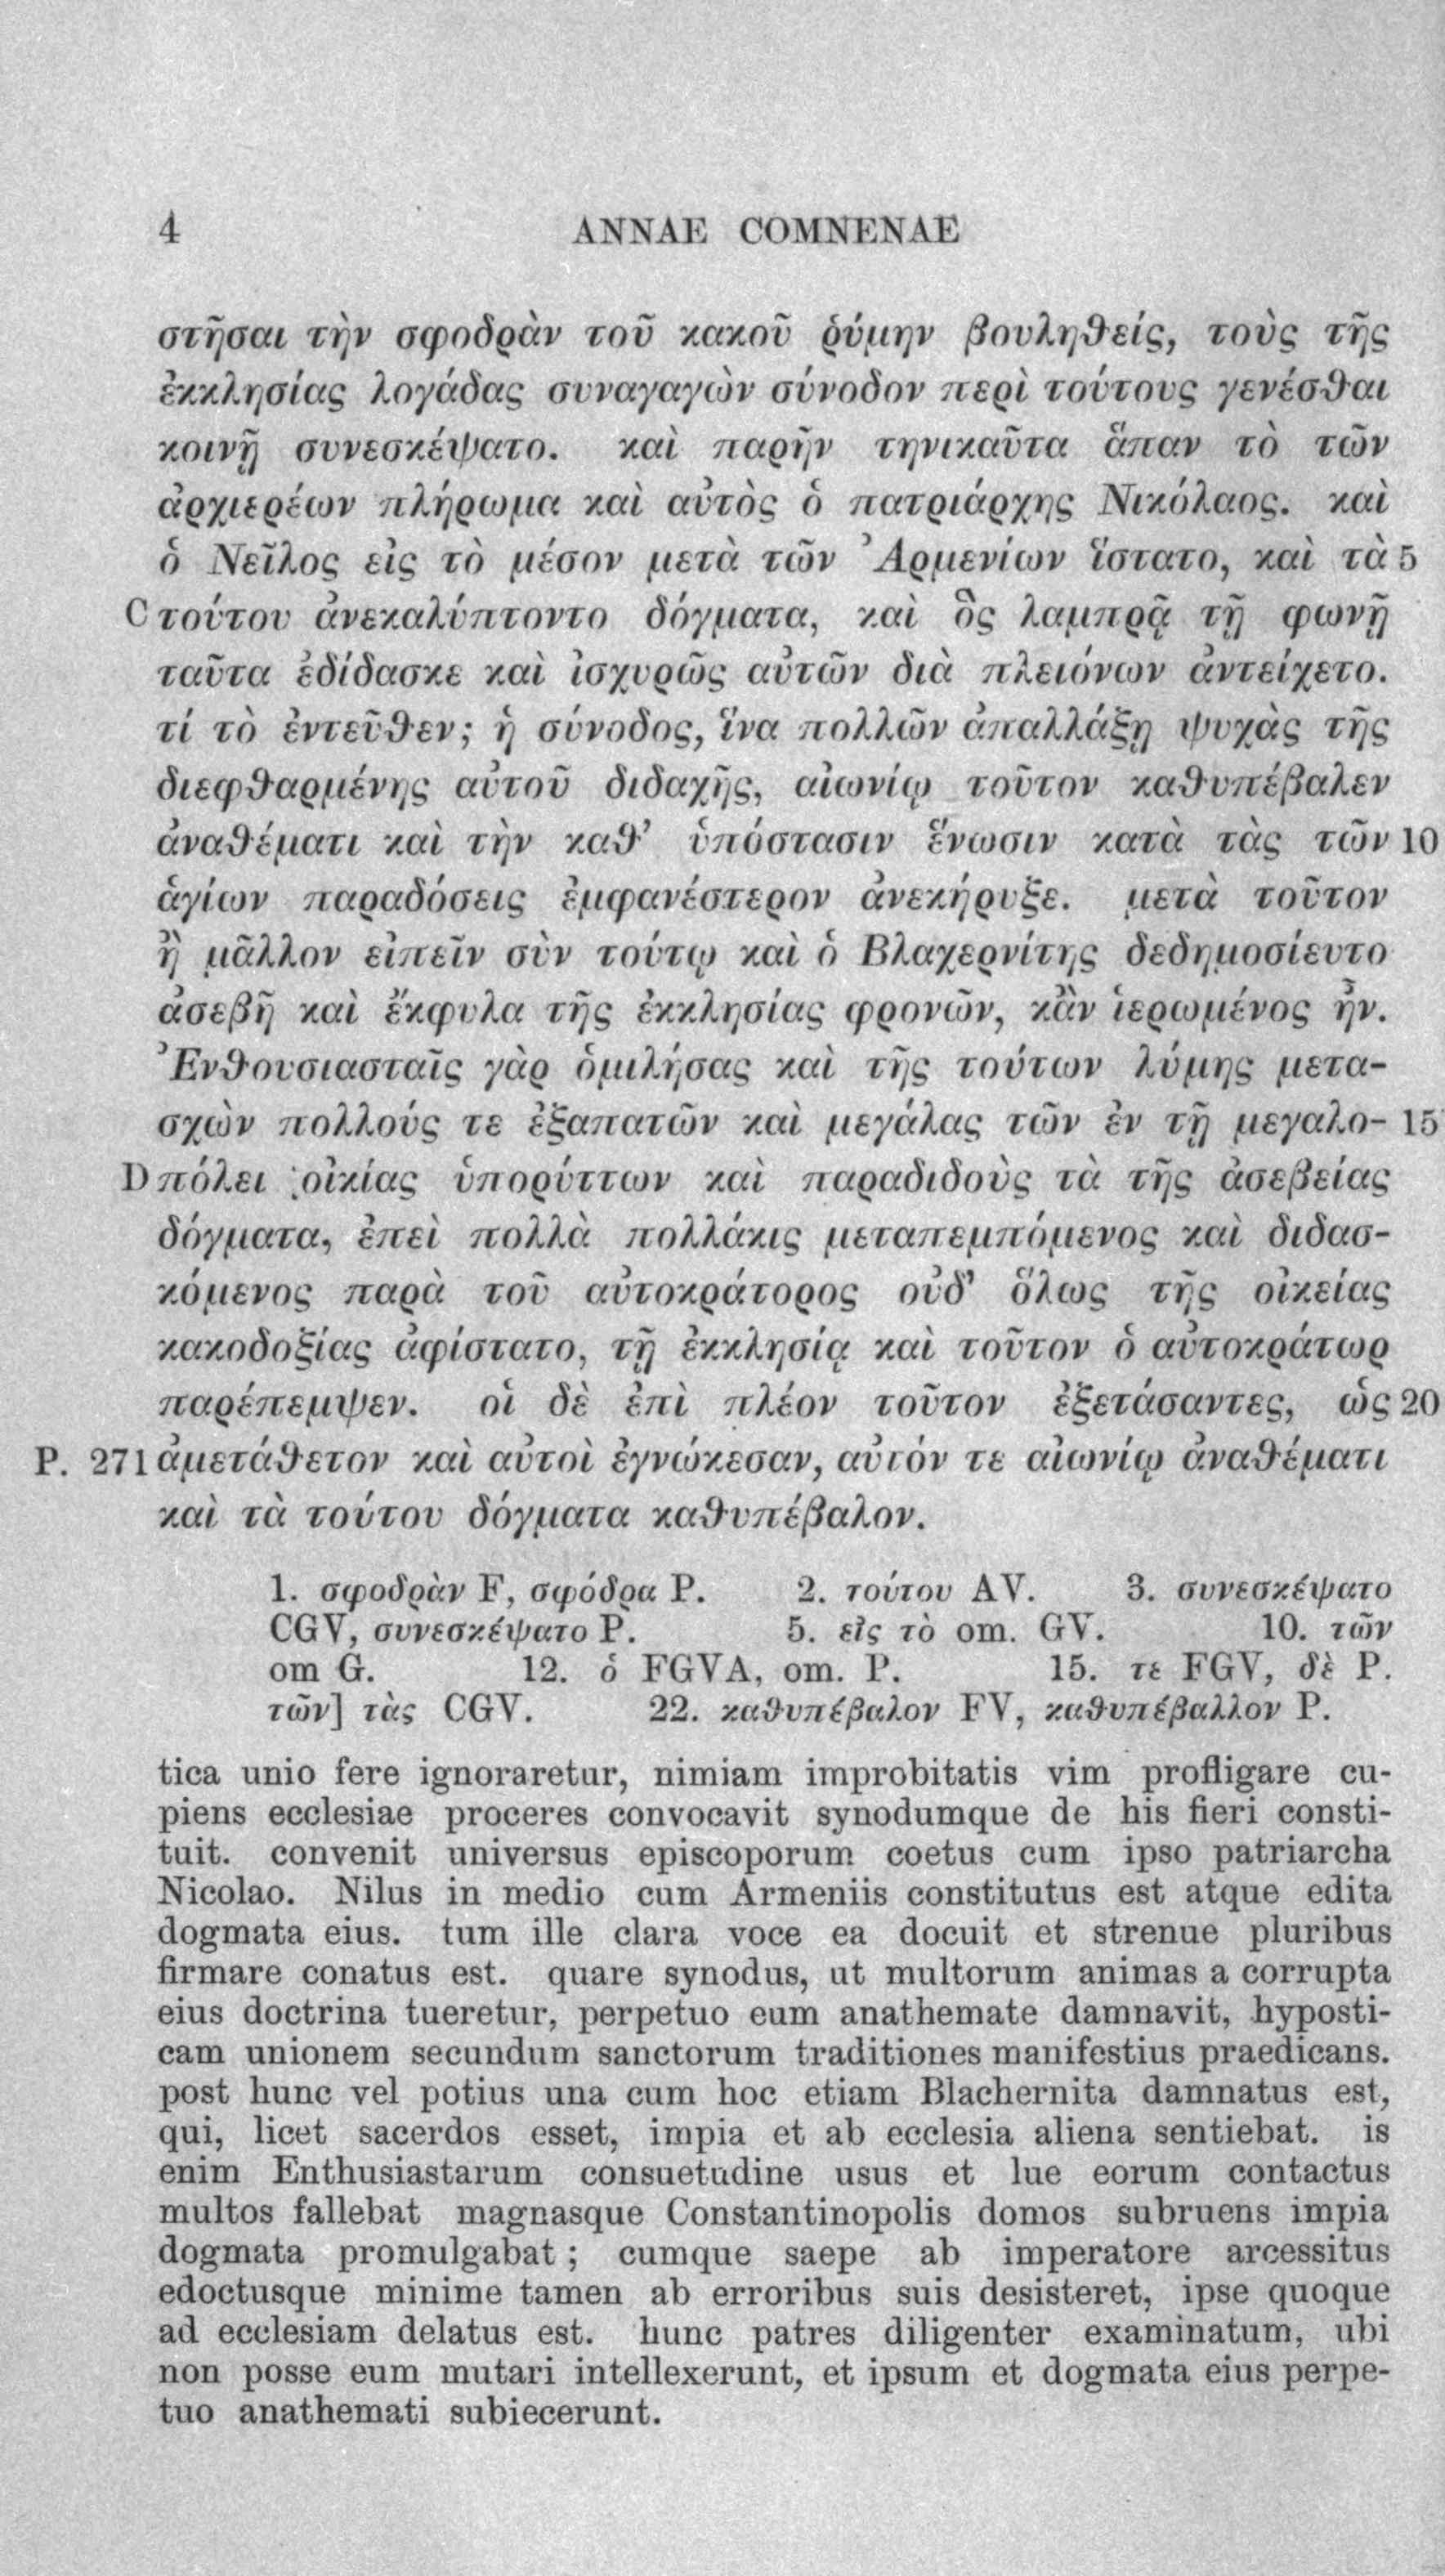 4 ANNAE COMNENAE
στῆσαι τὴν σφοδρὰν τοῦ κακοῦ ῥύμην βουληθείς, τοὺς τῆς
ἐκκλησίας λογάδας συναγαγὼν σύνοδον περὶ τούτους γενέσθαι
κοινῇ συνεσκέψατο. καὶ παρῆν τηνικαῦτα ἅπαν τὸ τῶν
ἀρχιερέων πλήρωμα καὶ αὐτὸς ὁ πατριάρχης Νικόλαος. καὶ
ὁ Νεῖλος εἰς τὸ μέσον μετὰ τῶν Ἀρμενίων ἵστατο, καὶ τὰ 5
C τούτου ἀνεκαλύπτοντο δόγματα, καὶ ὃς λαμπρᾷ τῇ φωνῇ
ταῦτα ἐδίδασκε καὶ ἰσχυρῶς αὐτῶν διὰ πλειόνων ἀντείχετο.
τί τὸ ἐντεῦθεν; ἡ σύνοδος, ἵνα πολλῶν ἀπαλλάξῃ ψυχὰς τῆς
διεφθαρμένης αὐτοῦ διδαχῆς, αἰωνίῳ τοῦτον καθυπέβαλεν
ἀναθέματι καὶ τὴν καθ’ ὑπόστασιν ἕνωσιν κατὰ τὰς τῶν 10
ἁγίων παραδόσεις ἐμφανέστερον ἀνεκήρυξε. μετὰ τοῦτον
ἢ μᾶλλον εἰπεῖν σὺν τούτῳ καὶ ὁ Βλαχερνίτης δεδημοσίευτο
ἀσεβῆ καὶ ἔκφυλα τῆς ἐκκλησίας φρονῶν, κἂν ἱερωμένος ἦν.
Ἐνθουσιασταῖς γὰρ ὁμιλήσας καὶ τῆς τούτων λύμης μετα-
σχὼν πολλούς τε ἐξαπατῶν καὶ μεγάλας τῶν ἐν τῇ μεγαλο- 15
D πόλει οἰκίας ὑπορύττων καὶ παραδιδοὺς τὰ τῆς ἀσεβείας
δόγματα, ἐπεὶ πολλὰ πολλάκις μεταπεμπόμενος καὶ διδασ-
κόμενος παρὰ τοῦ αὐτοκράτορος οὐδ’ ὅλως τῆς οἰκείας
κακοδοξίας ἀφίστατο, τῇ ἐκκλησίᾳ καὶ τοῦτον ὁ αὐτοκράτωρ
παρέπεμψεν. οἱ δὲ ἐπὶ πλέον τοῦτον ἐξετάσαντες, ὡς 20
P. 271 ἀμετάθετον καὶ αὐτοὶ ἐγνώκεσαν, αὐτόν τε αἰωνίῳ ἀναθέματι
καὶ τὰ τούτου δόγματα καθυπέβαλον.
1. σφοδρὰν F, σφόδρα P. 2. τούτου AV. 3. συνεσκέψατο
CGV, συνεσκέψατο P. 5. εἰς τὸ om. GV. 10. τῶν
om G. 12. ὁ FGVA, om. P. 15. τε FGV, δὲ P.
τῶν] τὰς CGV. 22. καθυπέβαλον FV, καθυπέβαλλον P.
tica unio fere ignoraretur, nimiam improbitatis vim profligare cu-
piens ecclesiae proceres convocavit synodumque de his fieri consti-
tuit. convenit universus episcoporum coetus cum ipso patriarcha
Nicolao. Nilus in medio cum Armeniis constitutus est atque edita
dogmata eius. tum ille clara voce ea docuit et strenue pluribus
firmare conatus est. quare synodus, ut multorum animas a corrupta
eius doctrina tueretur, perpetuo eum anathemate damnavit, hyposti-
cam unionem secundum sanctorum traditiones manifestius praedicans.
post hunc vel potius una cum hoc etiam Blachernita damnatus est,
qui, licet sacerdos esset, impia et ab ecclesia aliena sentiebat. is
enim Enthusiastarum consuetudine usus et lue eorum contactus
multos fallebat magnasque Constantinopolis domos subruens impia
dogmata promulgabat; cumque saepe ab imperatore arcessitus
edoctusque minime tamen ab erroribus suis desisteret, ipse quoque
ad ecclesiam delatus est. hunc patres diligenter examinatum, ubi
non posse eum mutari intellexerunt, et ipsum et dogmata eius perpe-
tuo anathemati subiecerunt.